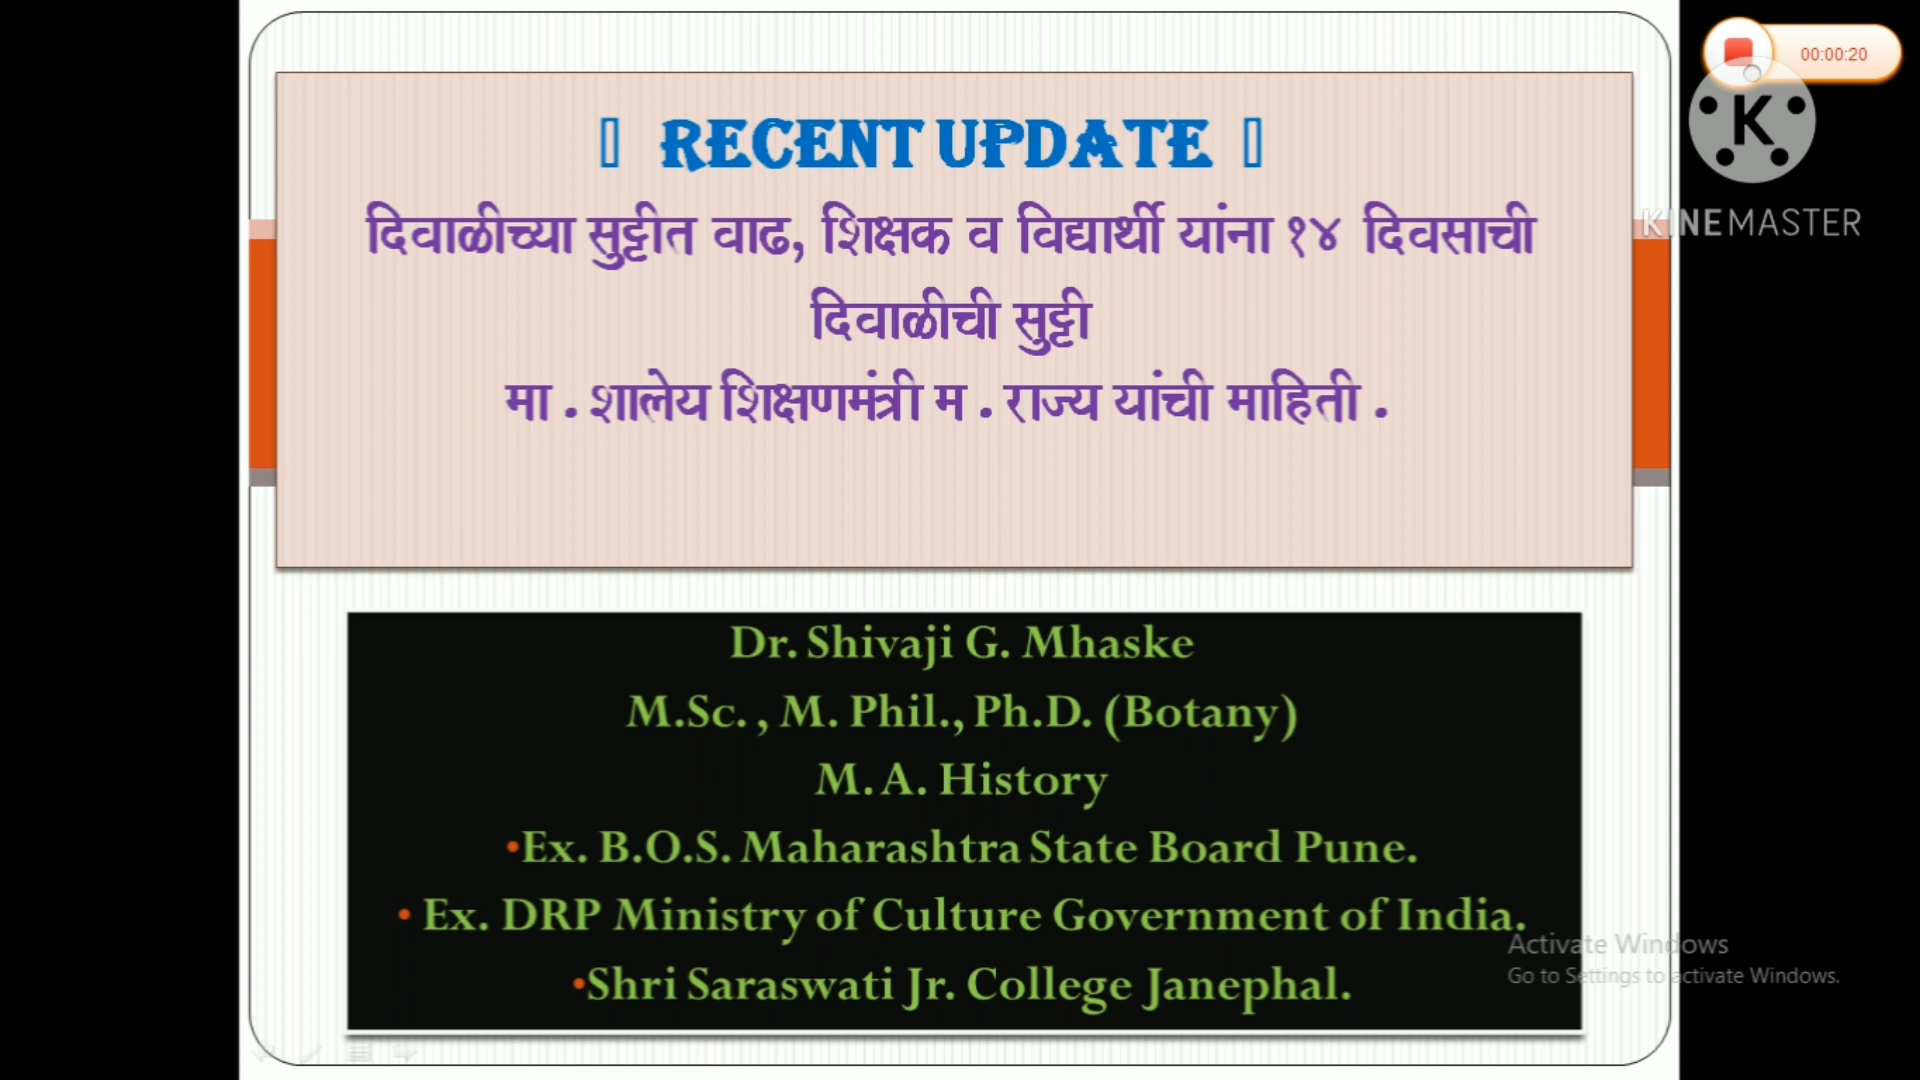 00:00:20
RECENT UPDATE
दिवाळीच्या सुट्टीत वाढ, शिक्षक व विद्यार्थी यांना १४ दिवसाची
दिवाळीची सुट्टी
मा . शालेय शिक्षणमंत्री म . राज्य यांची माहिती .
K
KINEMASTER
Dr. Shivaji G. Mhaske
M.Sc. , M. Phil., Ph.D. (Botany)
M. A. History
•Ex. B.O.S. Maharashtra State Board Pune.
• Ex. DRP Ministry of Culture Government of India.
•Shri Saraswati Jr. College Janephal.
Activate Windows
Go to Settings to activate Windows.